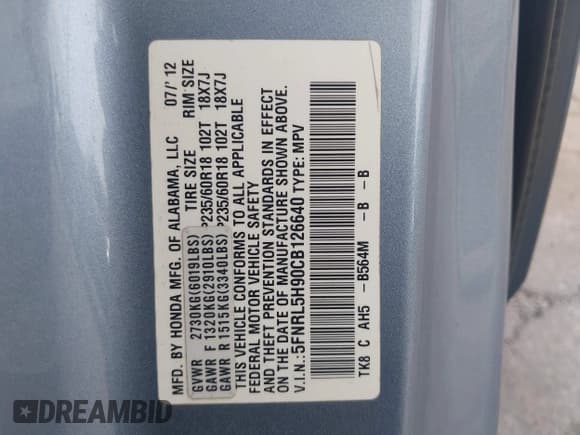 MFD. BY HONDA MFG. OF ALABAMA, LLC 07/'12
TIRE SIZE RIM SIZE
GVWR 2730KG(6019LBS)
GAWR F 1320KG(2910LBS) P235/60R18 102T 18X7J
GAWR R 1515KG(3340LBS) P235/60R18 102T 18X7J
THIS VEHICLE CONFORMS TO ALL APPLICABLE
FEDERAL MOTOR VEHICLE SAFETY
AND THEFT PREVENTION STANDARDS IN EFFECT
ON THE DATE OF MANUFACTURE SHOWN ABOVE.
V.I.N.: 5FNRL5H90CB126640 TYPE: MPV
TK8 C AH5 - B564M - B - B
DREAMBID